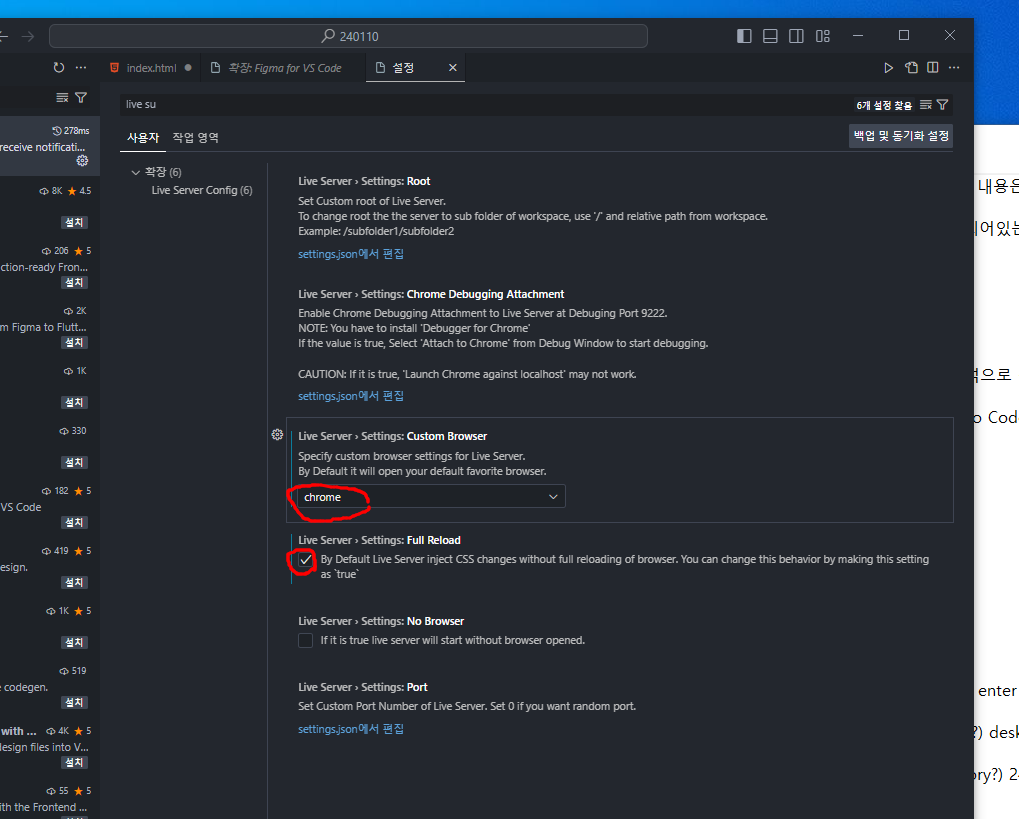 240110
index.html
확장: Figma for VS Code
설정
live su
6개 설정 찾음
사용자 작업 영역
백업 및 동기화 설정
278ms
receive notificati...
8K 4.5
설치
206 5
ction-ready Fron...
설치
2K
m Figma to Flutt...
설치
1K
설치
330
설치
182 5
VS Code
설치
419 5
esign.
설치
1K 5
설치
519
codegen.
설치
with ... 4K 5
esign files into V...
설치
55 5
ith the Frontend ...
확장 (6)
Live Server Config (6)
Live Server › Settings: Root
Set Custom root of Live Server.
To change root the the server to sub folder of workspace, use '/' and relative path from workspace.
Example: /subfolder1/subfolder2
settings.json에서 편집
Live Server › Settings: Chrome Debugging Attachment
Enable Chrome Debugging Attachment to Live Server at Debuging Port 9222.
NOTE: You have to install 'Debugger for Chrome'
If the value is true, Select 'Attach to Chrome' from Debug Window to start debugging.
CAUTION: If it is true, 'Launch Chrome against localhost' may not work.
settings.json에서 편집
Live Server › Settings: Custom Browser
Specify custom browser settings for Live Server.
By Default it will open your default favorite browser.
chrome
Live Server › Settings: Full Reload
By Default Live Server inject CSS changes without full reloading of browser. You can change this behavior by making this setting
as `true`
Live Server › Settings: No Browser
If it is true live server will start without browser opened.
Live Server › Settings: Port
Set Custom Port Number of Live Server. Set 0 if you want random port.
settings.json에서 편집
내용은
어있는
적으로
o Cod
enter
?) desk
ory?) 2